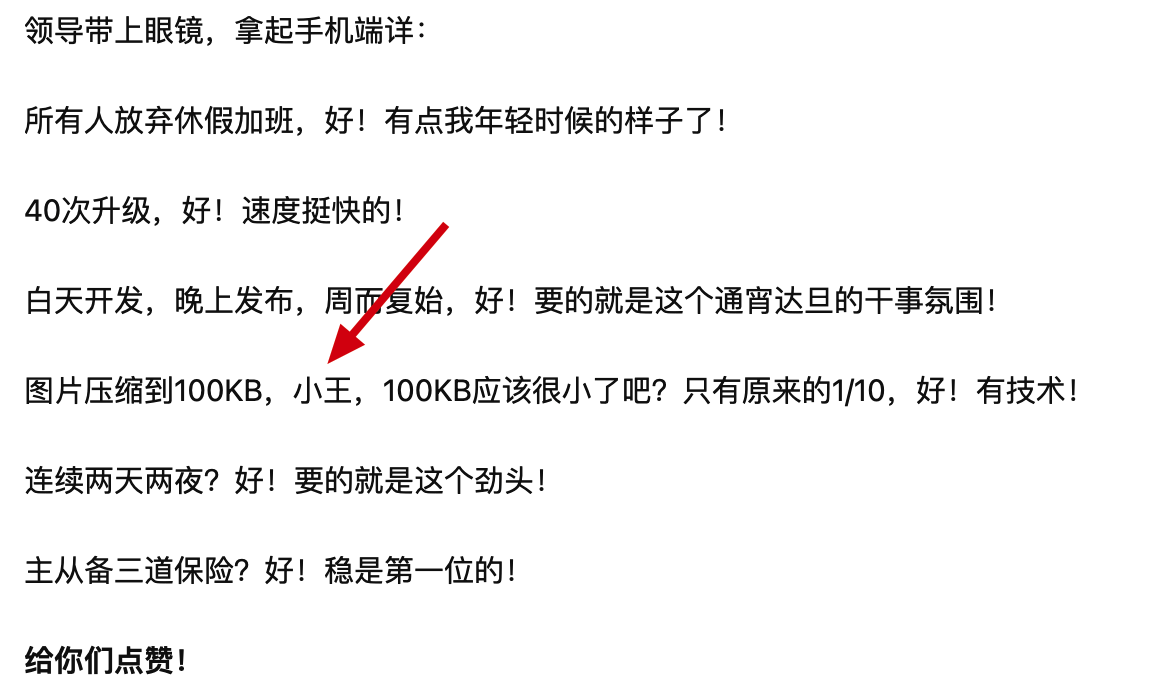 领导带上眼镜，拿起手机端详：
所有人放弃休假加班，好！有点我年轻时候的样子了！
40次升级，好！速度挺快的！
白天开发，晚上发布，周而复始，好！要的就是这个通宵达旦的干事氛围！
图片压缩到100KB，小王，100KB应该很小了吧？只有原来的1/10，好！有技术！
连续两天两夜？好！要的就是这个劲头！
主从备三道保险？好！稳是第一位的！
给你们点赞！